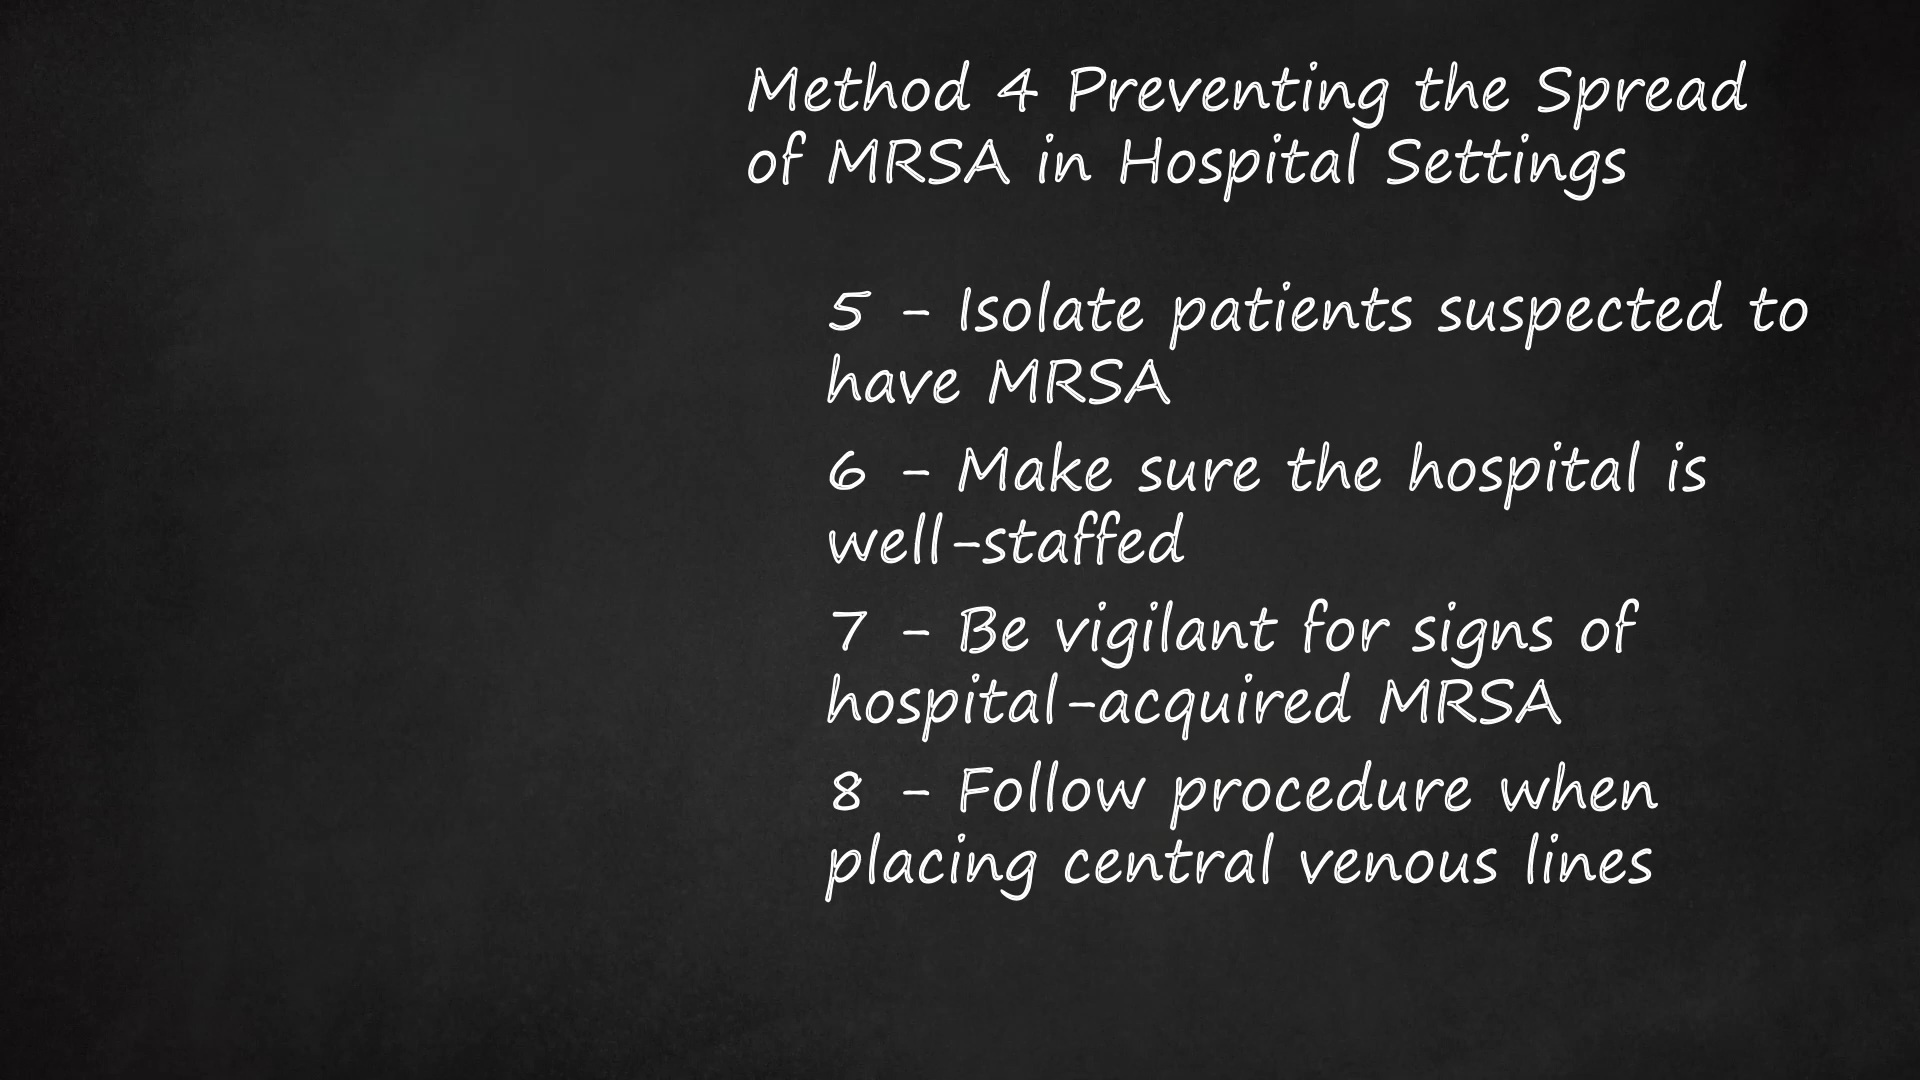 Method 4 Preventing the Spread
of MRSA in Hospital Settings
5 - Isolate patients suspected to
have MRSA
6 - Make sure the hospital is
well-staffed
7 - Be vigilant for signs of
hospital-acquired MRSA
8 - Follow procedure when
placing central venous lines